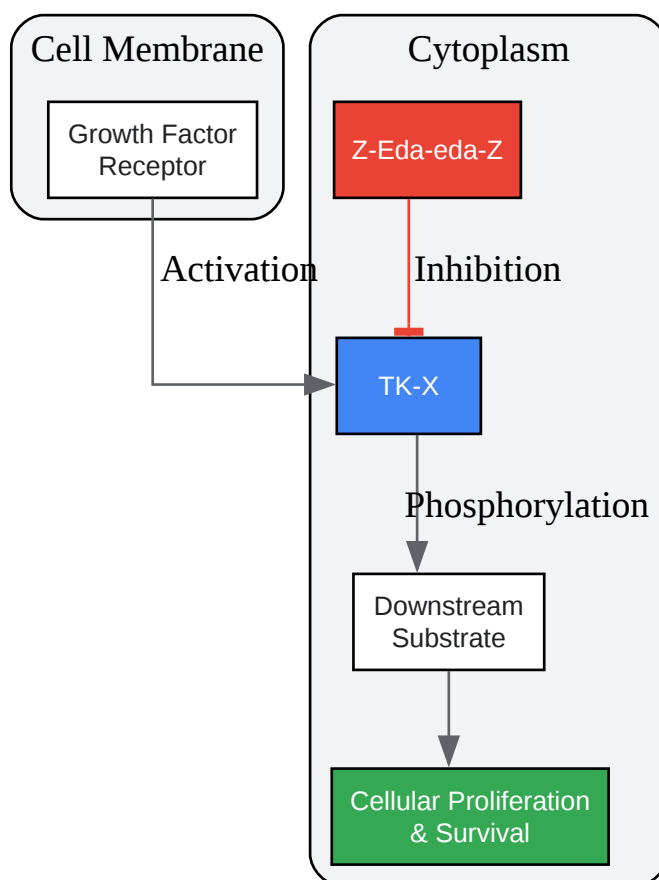 Cell Membrane
Growth Factor
Receptor
Activation
Cytoplasm
Z-Eda-eda-Z
Inhibition
TK-X
Phosphorylation
Downstream
Substrate
Cellular Proliferation
& Survival